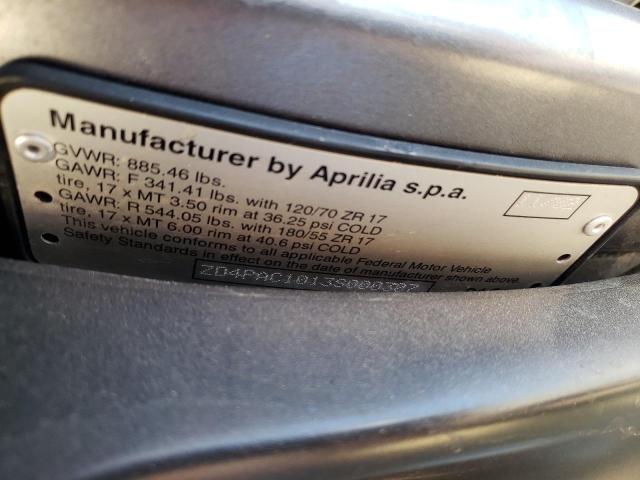 Manufacturer by Aprilia s.p.a.
GVWR: 885.46 lbs.
GAWR: F 341.41 lbs. with 120/70 ZR 17
tire, 17 x MT 3.50 rim at 36.25 psi COLD
GAWR: R 544.05 lbs. with 180/55 ZR 17
tire, 17 x MT 6.00 rim at 40.6 psi COLD
This vehicle conforms to all applicable Federal Motor Vehicle
Safety Standards in effect on the date of manufacturer shown above.
ZD4PAC1013S000307